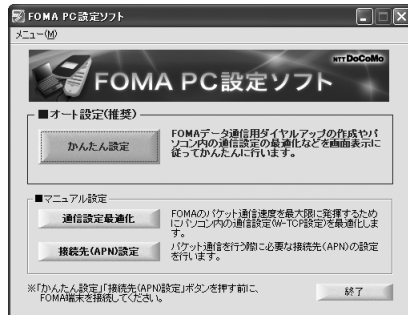 FOMA PC設定ソフト
メニュー(M)
NTT DoCoMo
FOMA PC設定ソフト
■オート設定(推奨)
かんたん設定
FOMAデータ通信用ダイヤルアップの作成やパ
ソコン内の通信設定の最適化などを画面表示に
従ってかんたんに行います。
■マニュアル設定
通信設定最適化
FOMAのパケット通信速度を最大限に発揮するため
にパソコン内の通信設定(W-TCP設定)を最適化しま
す。
接続先(APN)設定
パケット通信を行う際に必要な接続先(APN)の設定
を行います。
※「かんたん設定」「接続先(APN)設定」ボタンを押す前に、
FOMA端末を接続してください。
終了